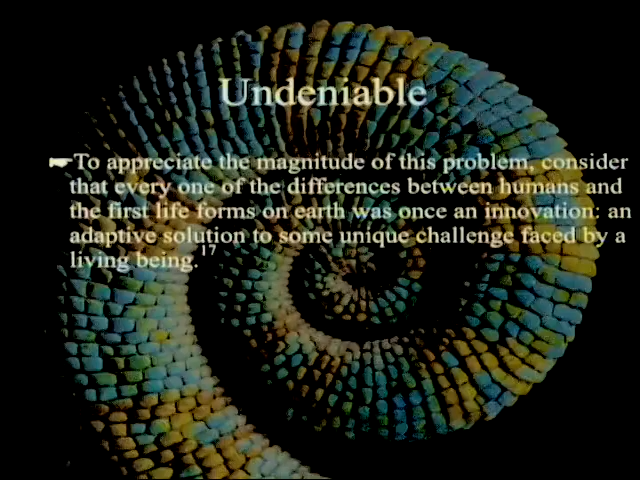 Undeniable
To appreciate the magnitude of this problem, consider
that every one of the differences between humans and
the first life forms on earth was once an innovation: an
adaptive solution to some unique challenge faced by a
living being.17